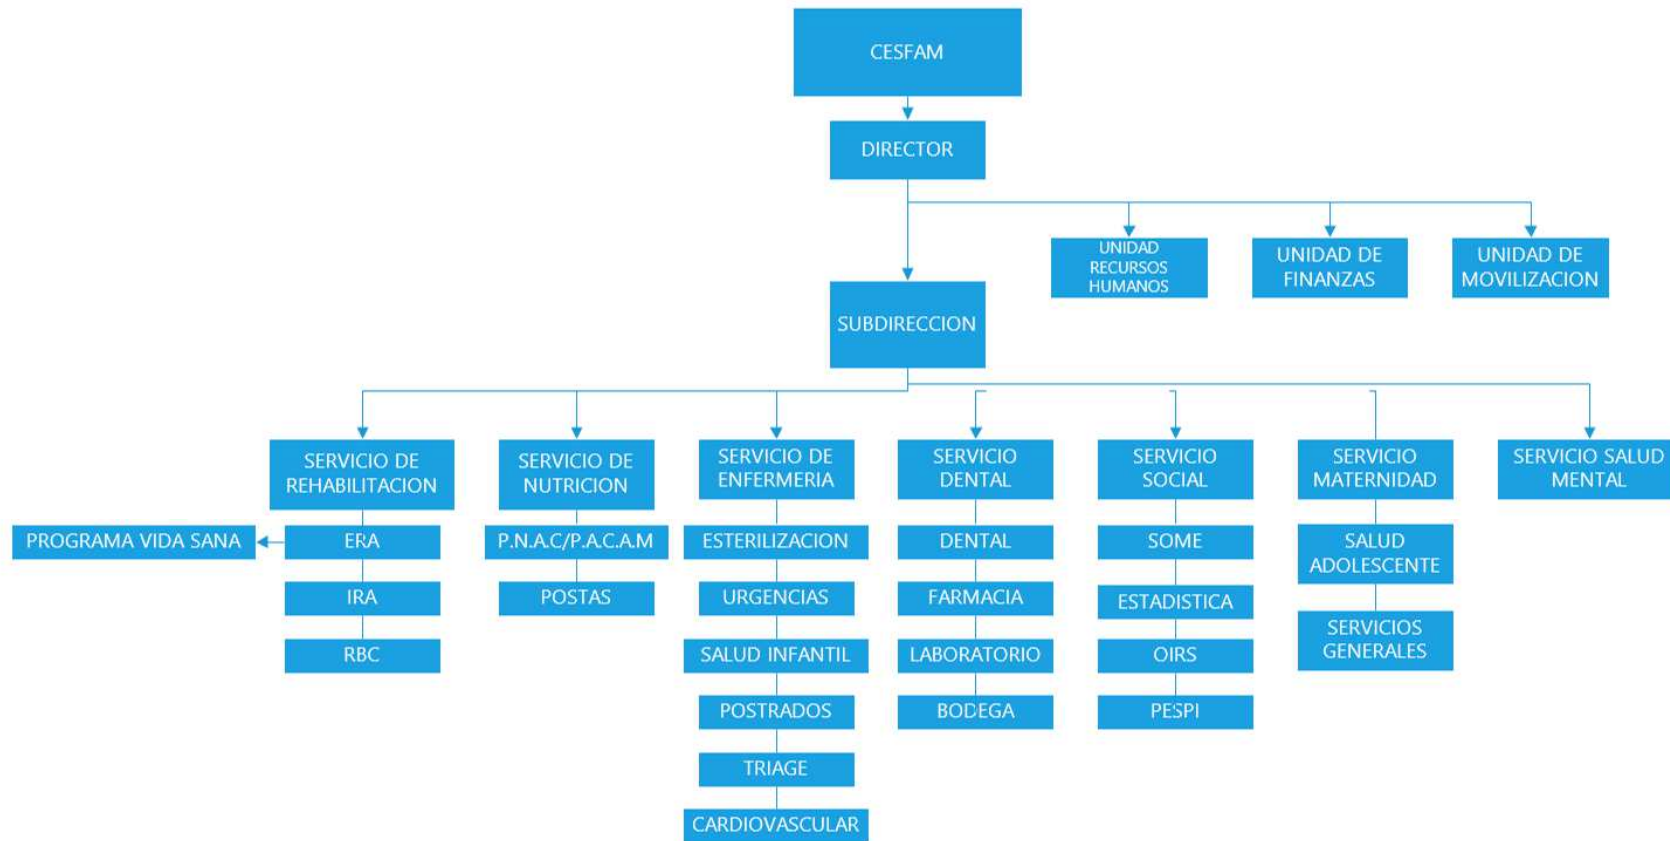 CESFAM
DIRECTOR
UNIDAD
RECURSOS
HUMANOS
UNIDAD DE
FINANZAS
UNIDAD DE
MOVILIZACION
SUBDIRECCION
SERVICIO DE
REHABILITACION
SERVICIO DE
NUTRICION
SERVICIO DE
ENFERMERIA
SERVICIO
DENTAL
SERVICIO
SOCIAL
SERVICIO
MATERNIDAD
SERVICIO SALUD
MENTAL
PROGRAMA VIDA SANA
ERA
P.N.A.C/P.A.C.A.M
ESTERILIZACION
DENTAL
SOME
SALUD
ADOLESCENTE
IRA
POSTAS
URGENCIAS
FARMACIA
ESTADISTICA
SERVICIOS
GENERALES
RBC
SALUD INFANTIL
LABORATORIO
OIRS
POSTRADOS
BODEGA
PESPI
TRIAGE
CARDIOVASCULAR